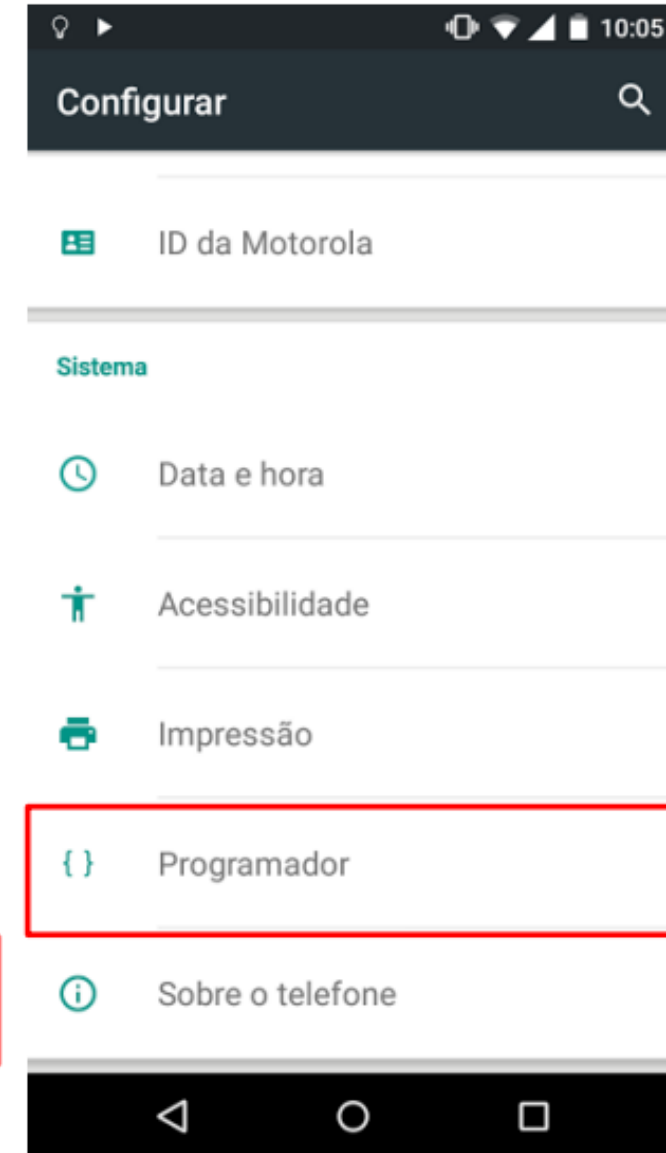 10:05
Configurar
ID da Motorola
Sistema
Data e hora
Acessibilidade
Impressão
{ } Programador
Sobre o telefone